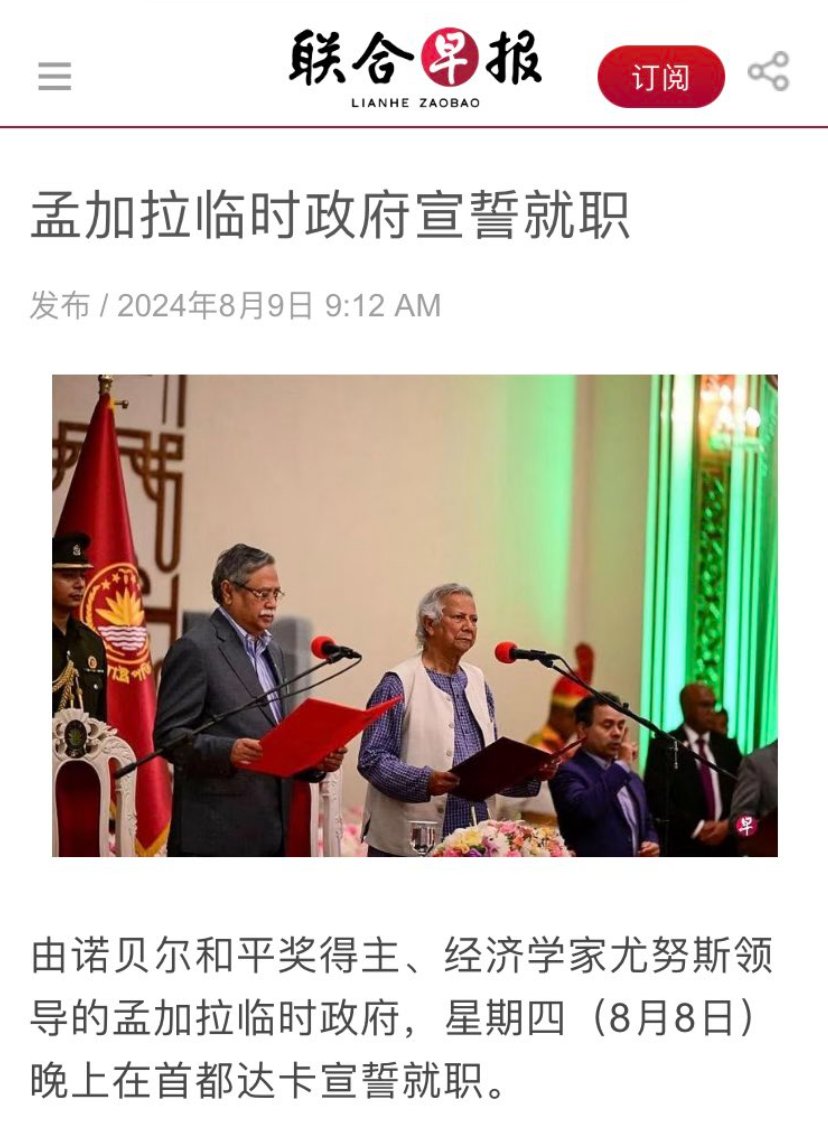 联合早报
LIANHE ZAOBAO
订阅
孟加拉临时政府宣誓就职
发布 / 2024年8月9日 9:12 AM
早
由诺贝尔和平奖得主、经济学家尤努斯领
导的孟加拉临时政府，星期四（8月8日）
晚上在首都达卡宣誓就职。